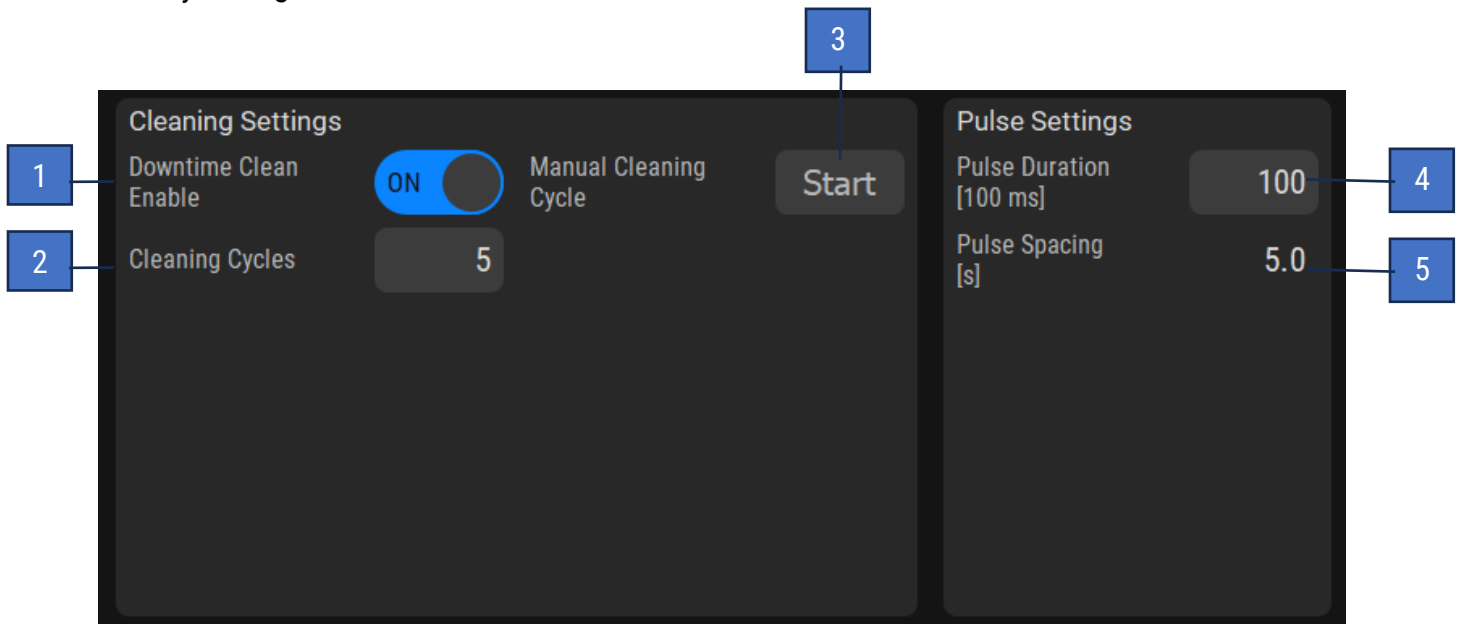 3
Cleaning Settings
Pulse Settings
1
Downtime Clean
Enable
ON
Manual Cleaning
Cycle
Start
Pulse Duration
[100 ms]
100
4
2
Cleaning Cycles
5
Pulse Spacing
[s]
5.0
5